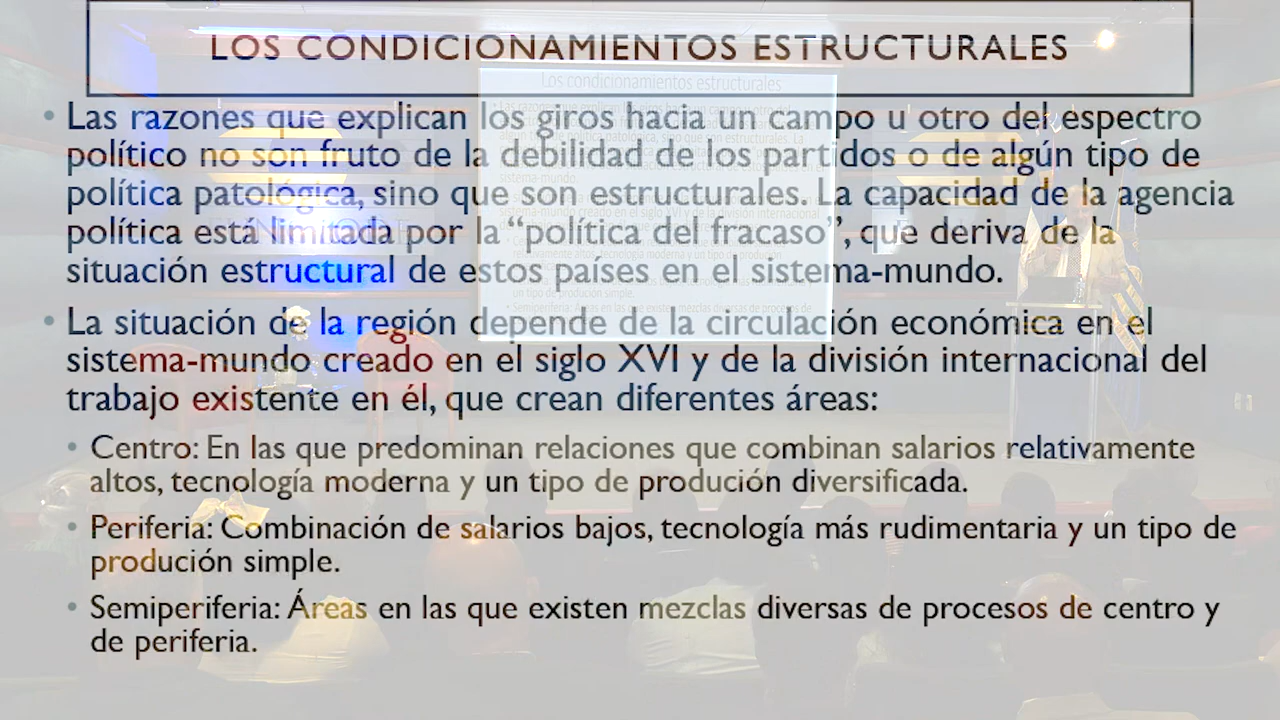 LOS CONDICIONAMIENTOS ESTRUCTURALES
• Las razones que explican los giros hacia un campo u otro del espectro
político no son fruto de la debilidad de los partidos o de algún tipo de
política patológica, sino que son estructurales. La capacidad de la agencia
política está limitada por la “política del fracaso”, que deriva de la
situación estructural de estos países en el sistema-mundo.
• La situación de la región depende de la circulación económica en el
sistema-mundo creado en el siglo XVI y de la división internacional del
trabajo existente en él, que crean diferentes áreas:
• Centro: En las que predominan relaciones que combinan salarios relativamente
altos, tecnología moderna y un tipo de produción diversificada.
• Periferia: Combinación de salarios bajos, tecnología más rudimentaria y un tipo de
produción simple.
• Semiperiferia: Áreas en las que existen mezclas diversas de procesos de centro y
de periferia.
Los condicionamientos estructurales